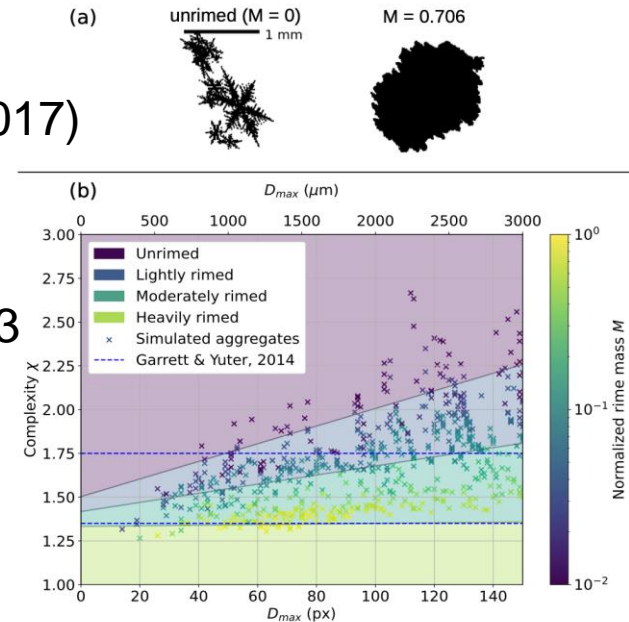 (a)
unrimed (M = 0)
M = 0.706
1 mm
017)
(b)
D_max (μm)
0 500 1000 1500 2000 2500 3000
3
Complexity χ
3.00
2.75
2.50
2.25
2.00
1.75
1.50
1.25
1.00
Unrimed
Lightly rimed
Moderately rimed
Heavily rimed
Simulated aggregates
Garrett & Yuter, 2014
0 20 40 60 80 100 120 140
D_max (px)
10⁰
10⁻¹
10⁻²
Normalized rime mass M